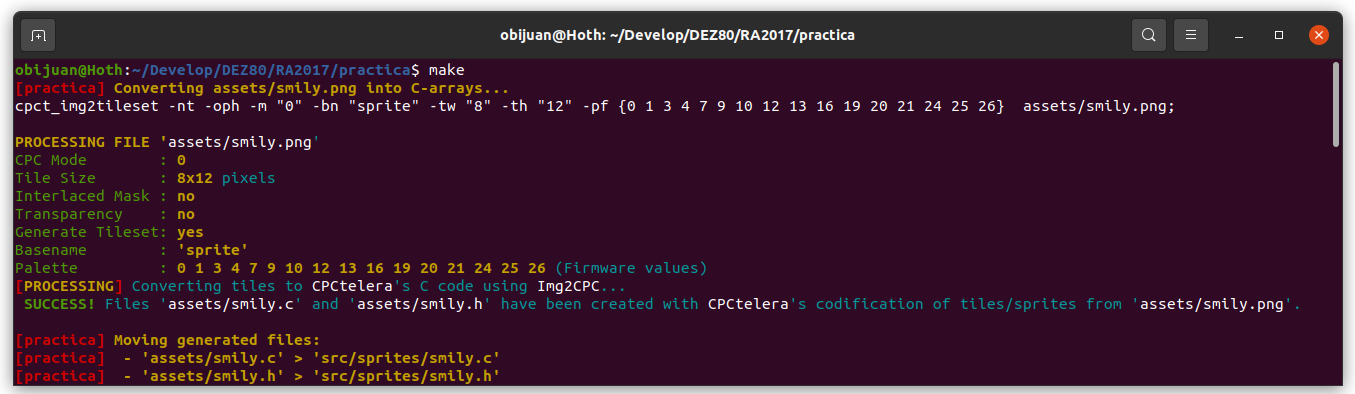 obijuan@Hoth: ~/Develop/DEZ80/RA2017/practica
obijuan@Hoth:~/Develop/DEZ80/RA2017/practica$ make
[practica] Converting assets/smily.png into C-arrays...
cpct_img2tileset -nt -oph -m "0" -bn "sprite" -tw "8" -th "12" -pf {0 1 3 4 7 9 10 12 13 16 19 20 21 24 25 26}  assets/smily.png;
PROCESSING FILE 'assets/smily.png'
CPC Mode        : 0
Tile Size       : 8x12 pixels
Interlaced Mask : no
Transparency    : no
Generate Tileset: yes
Basename        : 'sprite'
Palette         : 0 1 3 4 7 9 10 12 13 16 19 20 21 24 25 26 (Firmware values)
[PROCESSING] Converting tiles to CPCtelera's C code using Img2CPC...
SUCCESS! Files 'assets/smily.c' and 'assets/smily.h' have been created with CPCtelera's codification of tiles/sprites from 'assets/smily.png'.
[practica] Moving generated files:
[practica]  - 'assets/smily.c' > 'src/sprites/smily.c'
[practica]  - 'assets/smily.h' > 'src/sprites/smily.h'